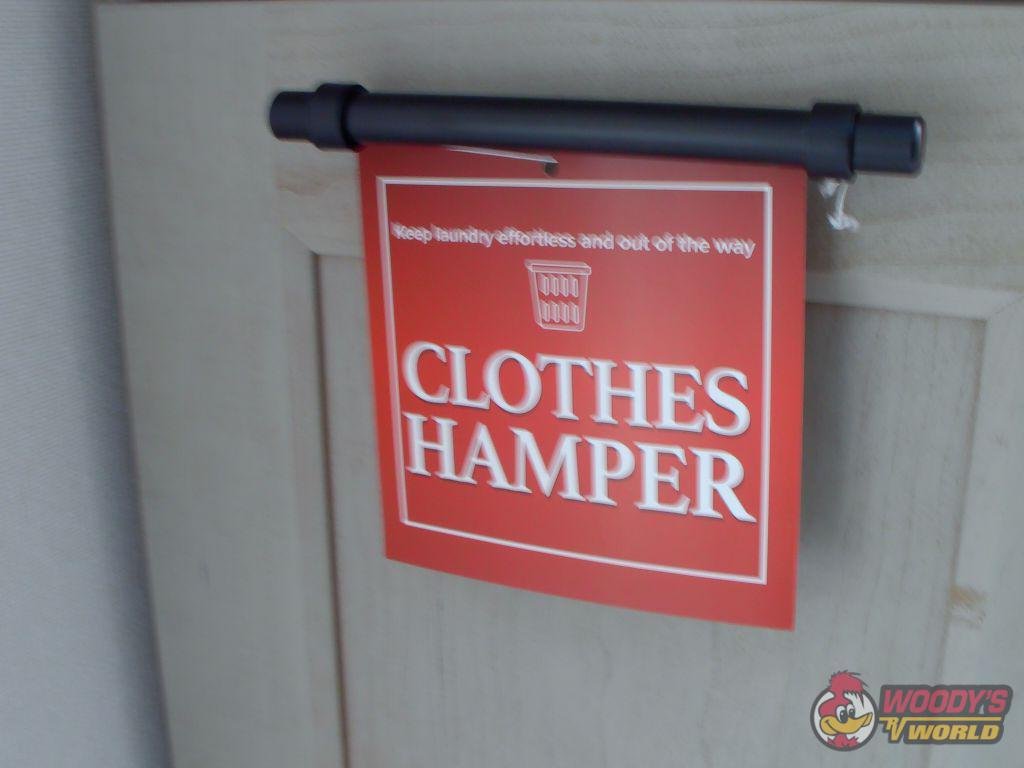 Keep laundry effortless and out of the way
CLOTHES
HAMPER
WOODY'S
RV WORLD